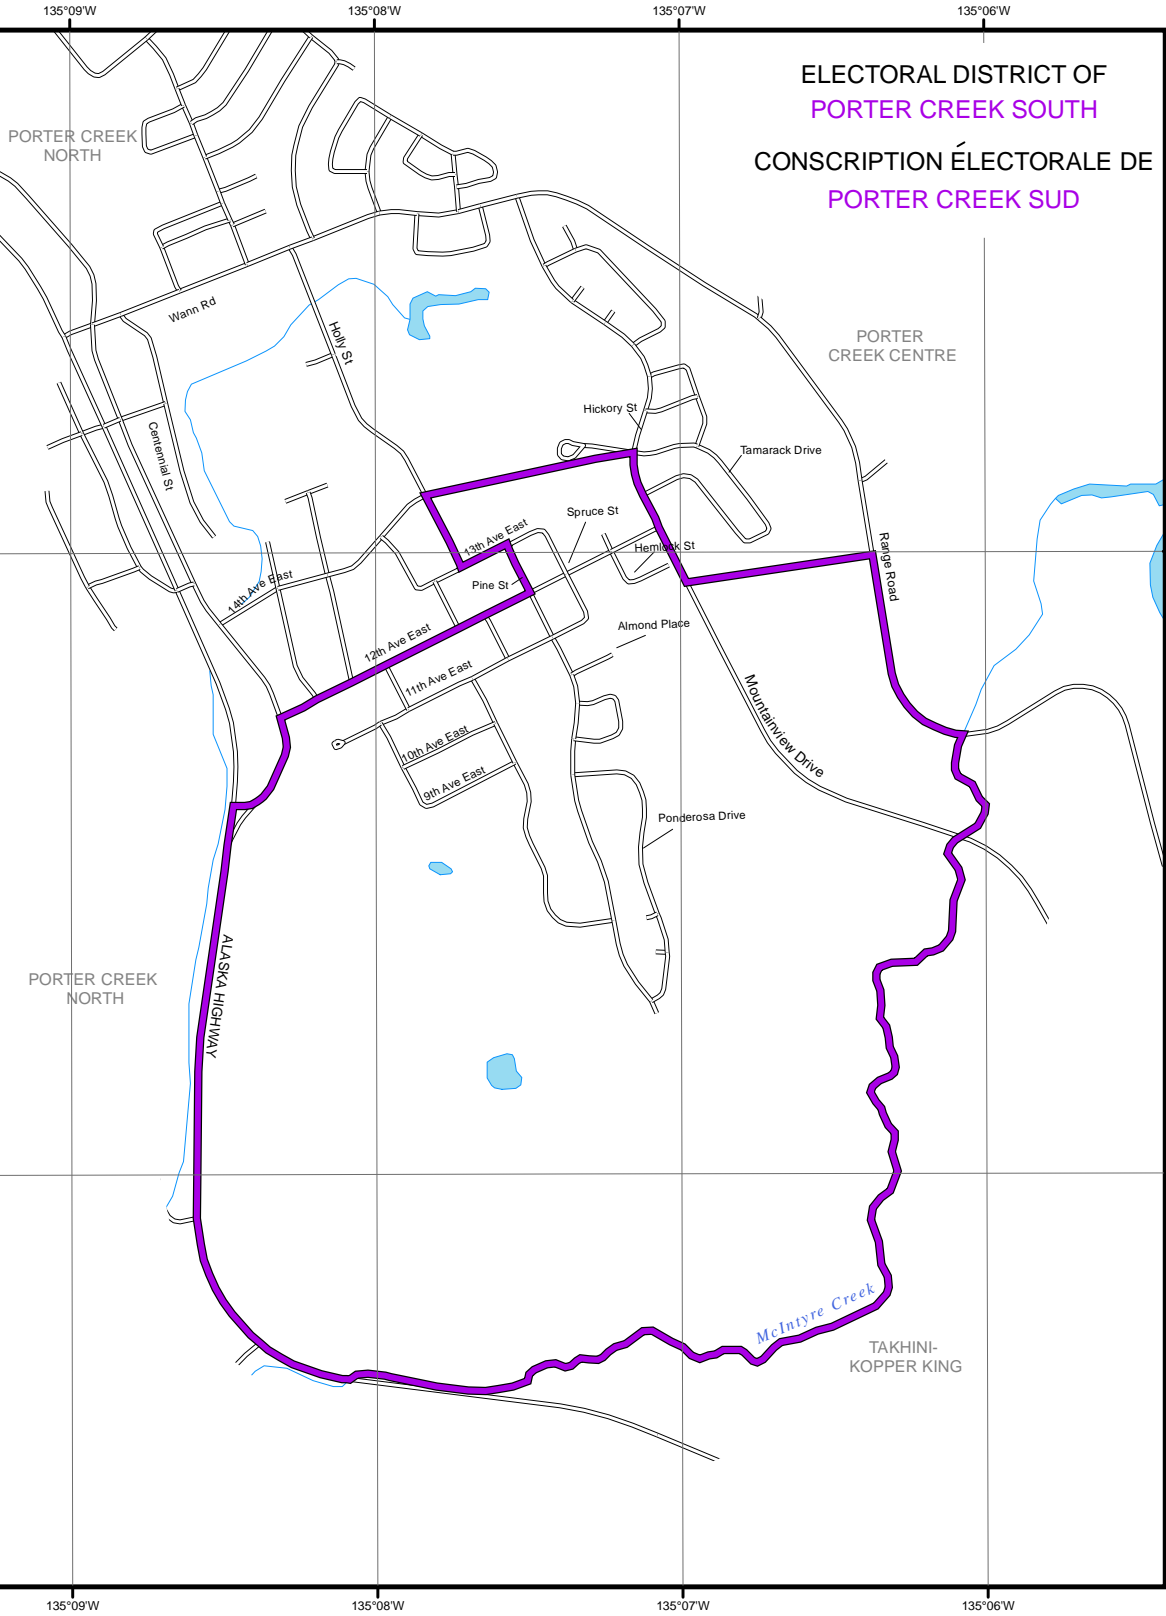 135°09'W
135°08'W
135°07'W
135°06'W
ELECTORAL DISTRICT OF
PORTER CREEK SOUTH
CONSCRIPTION ÉLECTORALE DE
PORTER CREEK SUD
PORTER CREEK
NORTH
Wann Rd
Holly St
PORTER
CREEK CENTRE
Hickory St
Tamarack Drive
Centennial St
Spruce St
13th Ave East
Hemlock St
Range Road
14th Ave East
Pine St
Almond Place
12th Ave East
11th Ave East
Mountainview Drive
10th Ave East
9th Ave East
Ponderosa Drive
ALASKA HIGHWAY
PORTER CREEK
NORTH
McIntyre Creek
TAKHINI-
KOPPER KING
135°09'W
135°08'W
135°07'W
135°06'W